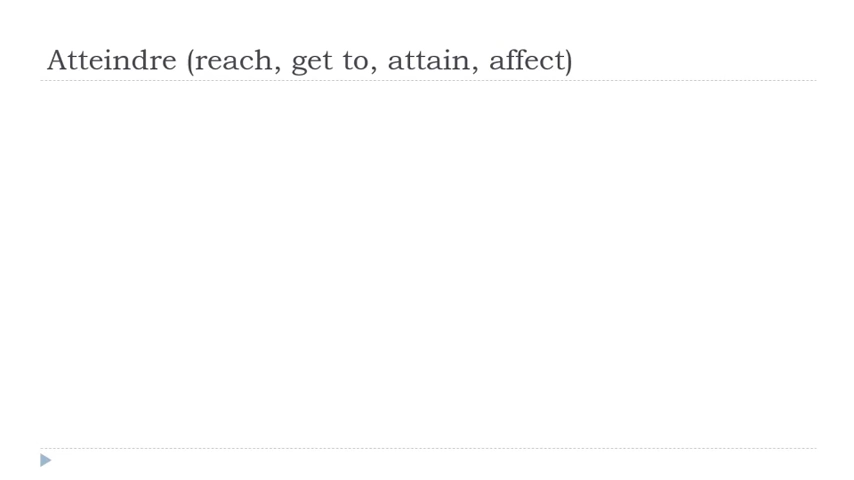 Atteindre (reach, get to, attain, affect)